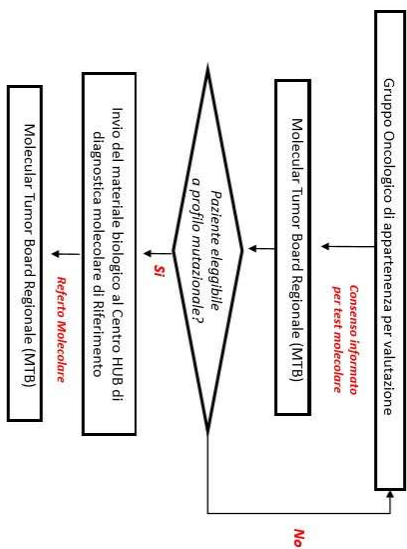 Gruppo Oncologico di appartenenza per valutazione
Consenso informato
per test molecolare
Molecular Tumor Board Regionale (MTB)
Paziente eleggibile
a profilo mutazionale?
No
Si
Invio del materiale biologico al Centro HUB di
diagnostica molecolare di Riferimento
Referto Molecolare
Molecular Tumor Board Regionale (MTB)